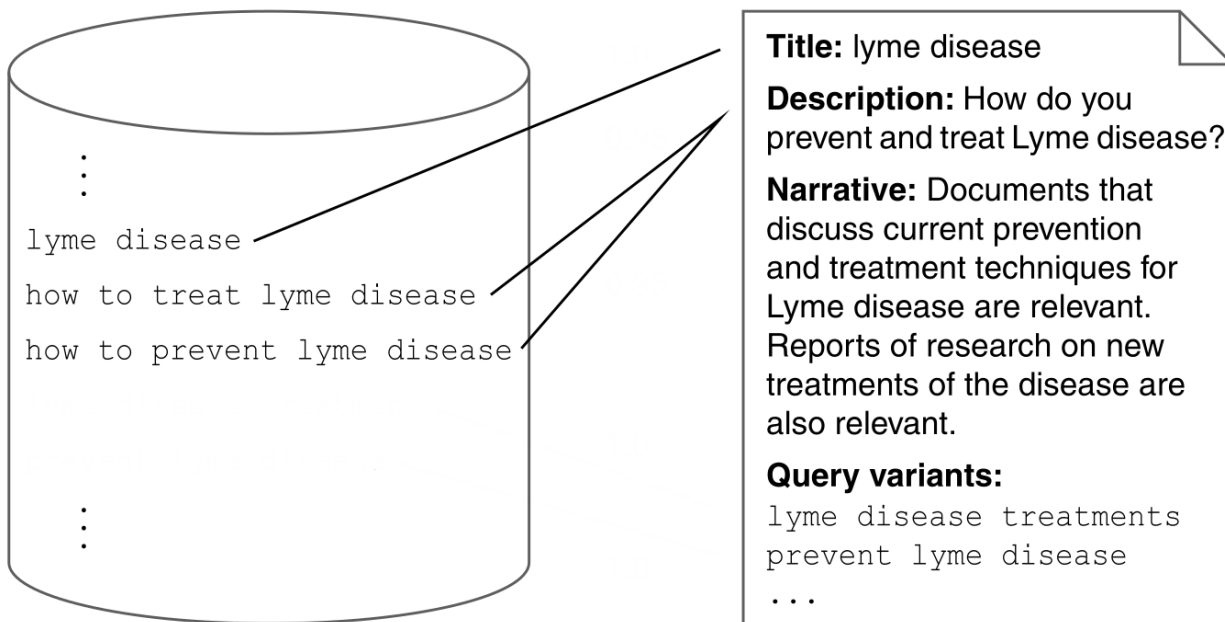 ⋮
lyme disease
how to treat lyme disease
how to prevent lyme disease
⋮
Title: lyme disease
Description: How do you
prevent and treat Lyme disease?
Narrative: Documents that
discuss current prevention
and treatment techniques for
Lyme disease are relevant.
Reports of research on new
treatments of the disease are
also relevant.
Query variants:
lyme disease treatments
prevent lyme disease
...